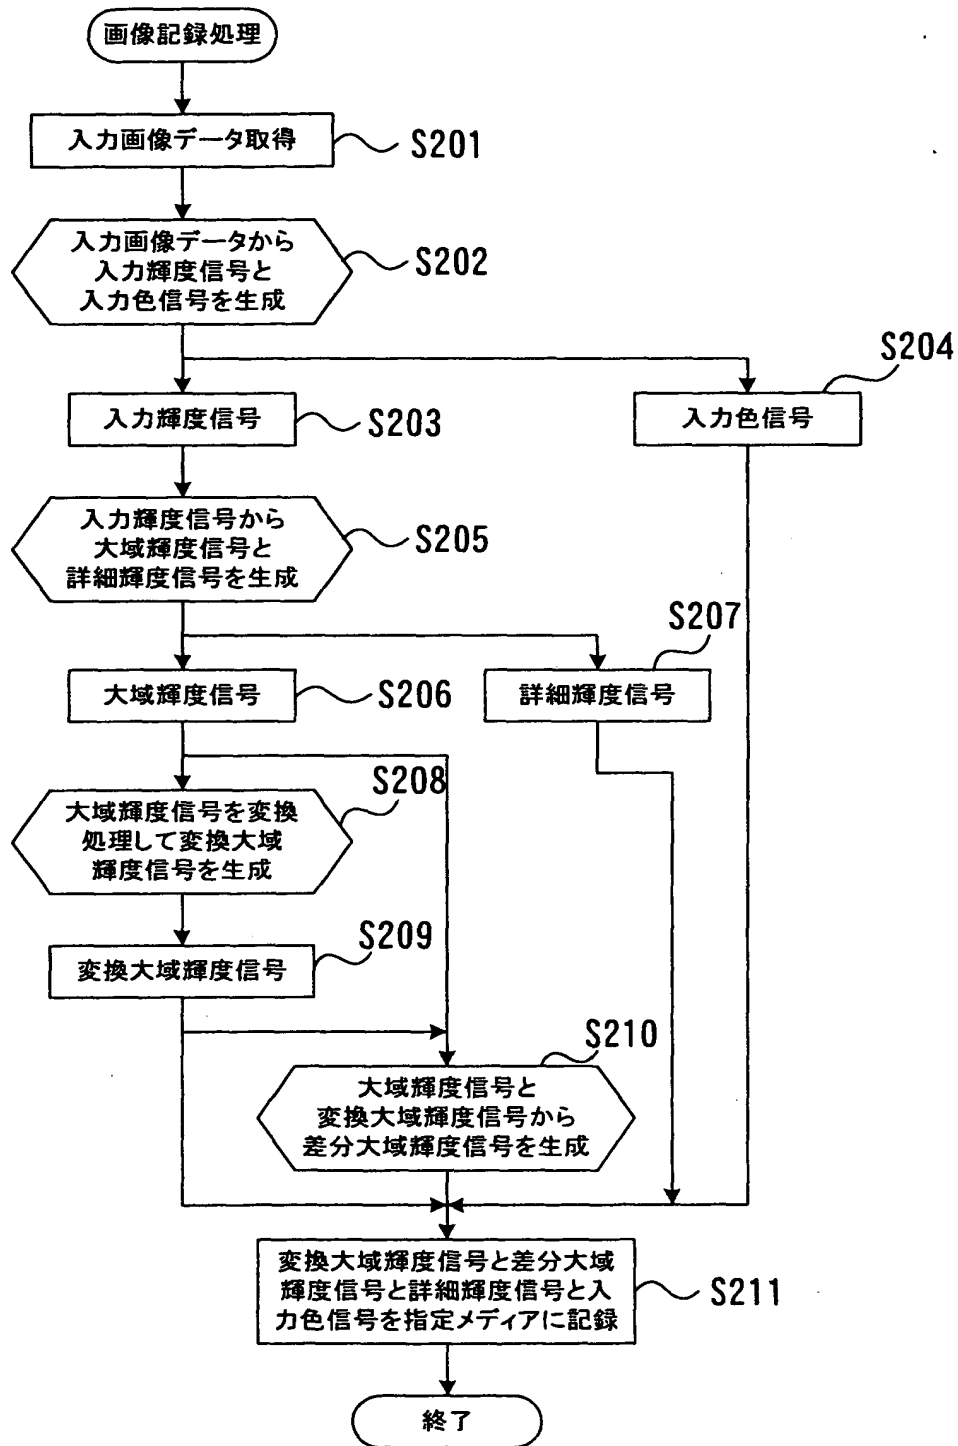 画像記録処理
入力画像データ取得
S201
入力画像データから
入力輝度信号と
入力色信号を生成
S202
入力輝度信号
S203
入力色信号
S204
入力輝度信号から
大域輝度信号と
詳細輝度信号を生成
S205
大域輝度信号
S206
詳細輝度信号
S207
大域輝度信号を変換
処理して変換大域
輝度信号を生成
S208
変換大域輝度信号
S209
大域輝度信号と
変換大域輝度信号から
差分大域輝度信号を生成
S210
変換大域輝度信号と差分大域
輝度信号と詳細輝度信号と入
力色信号を指定メディアに記録
S211
終了